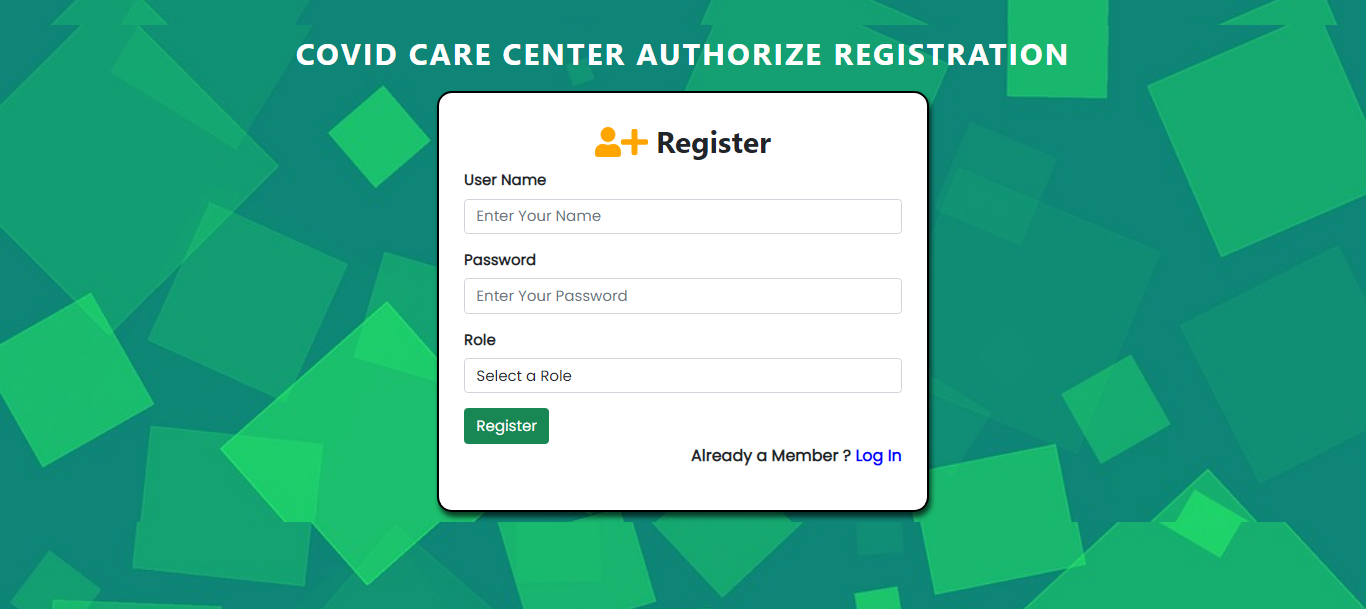 COVID CARE CENTER AUTHORIZE REGISTRATION
Register
User Name
Enter Your Name
Password
Enter Your Password
Role
Select a Role
Register
Already a Member ? Log In